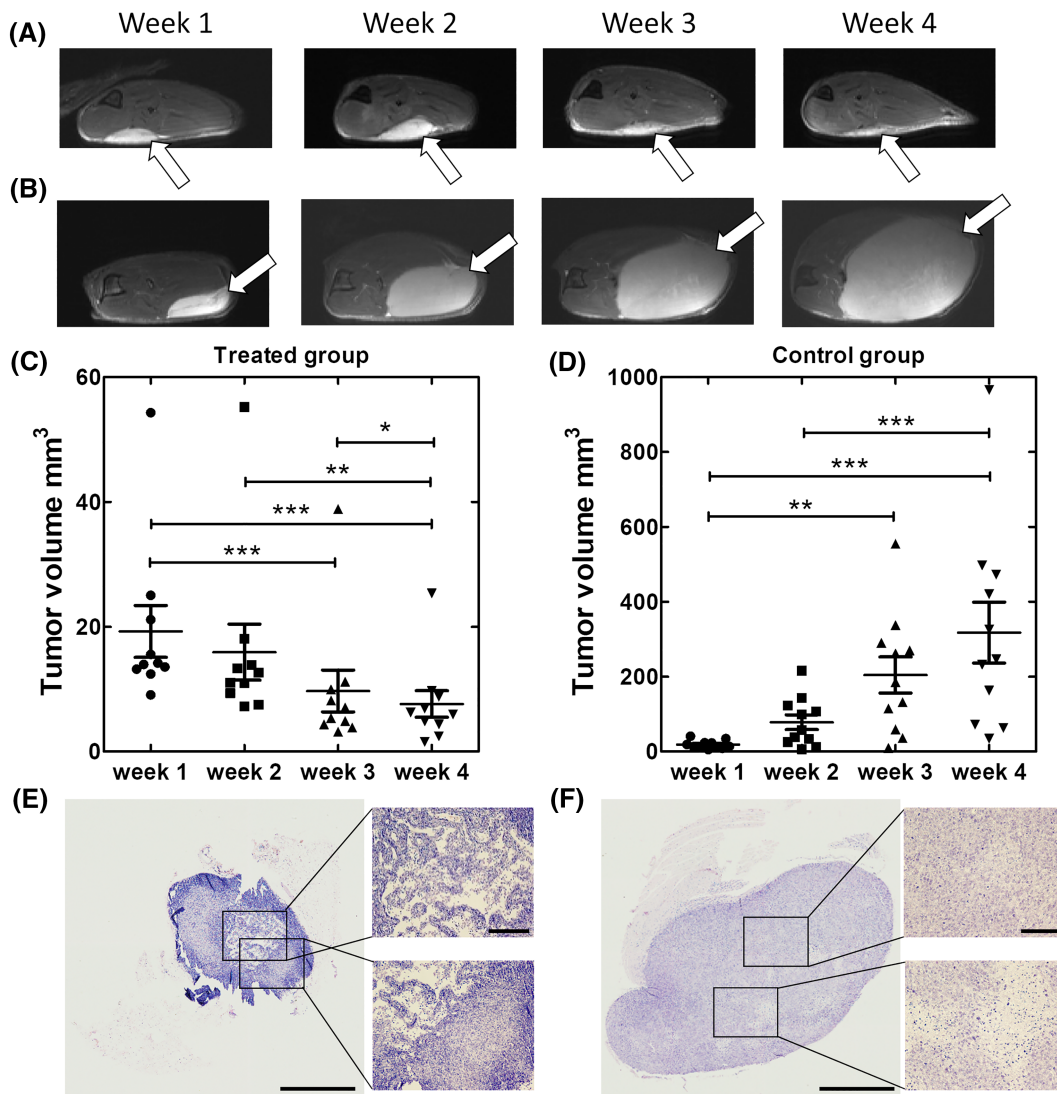 (A) Week 1 Week 2 Week 3 Week 4
(B)
(C) Treated group
Tumor volume mm³
60
40
20
0
*
**
***
***
week 1 week 2 week 3 week 4
(D) Control group
Tumor volume mm³
1000
800
600
400
200
0
***
***
**
week 1 week 2 week 3 week 4
(E)
(F)